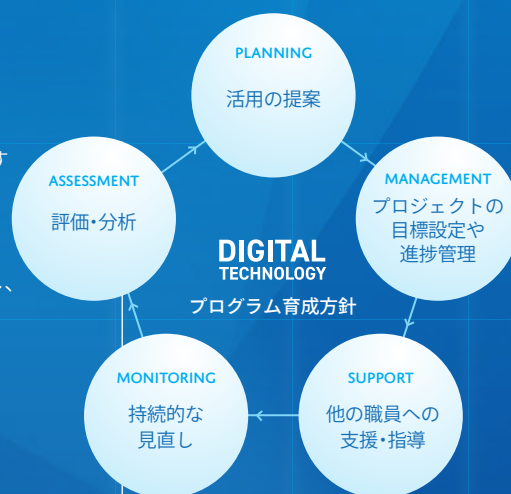 PLANNING
活用の提案
MANAGEMENT
プロジェクトの
目標設定や
進捗管理
SUPPORT
他の職員への
支援・指導
MONITORING
持続的な
見直し
ASSESSMENT
評価・分析
DIGITAL
TECHNOLOGY
プログラム育成方針
す
、